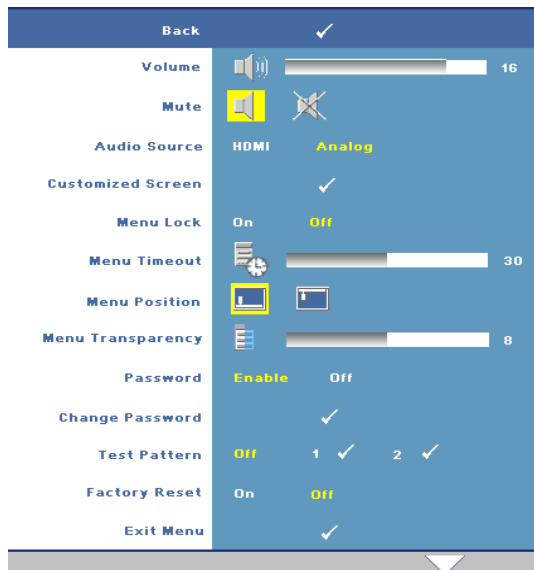 Back
Volume 16
Mute
Audio Source HDMI Analog
Customized Screen
Menu Lock On Off
Menu Timeout 30
Menu Position
Menu Transparency 8
Password Enable Off
Change Password
Test Pattern Off 1 2
Factory Reset On Off
Exit Menu